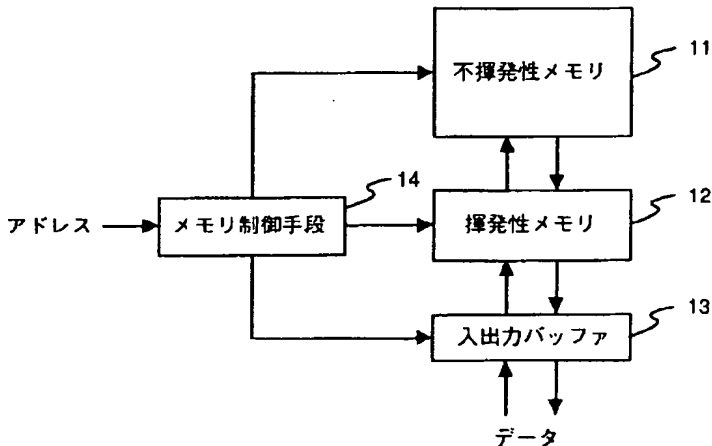 不揮発性メモリ
11
14
アドレス
メモリ制御手段
揮発性メモリ
12
入出力バッファ
13
データ